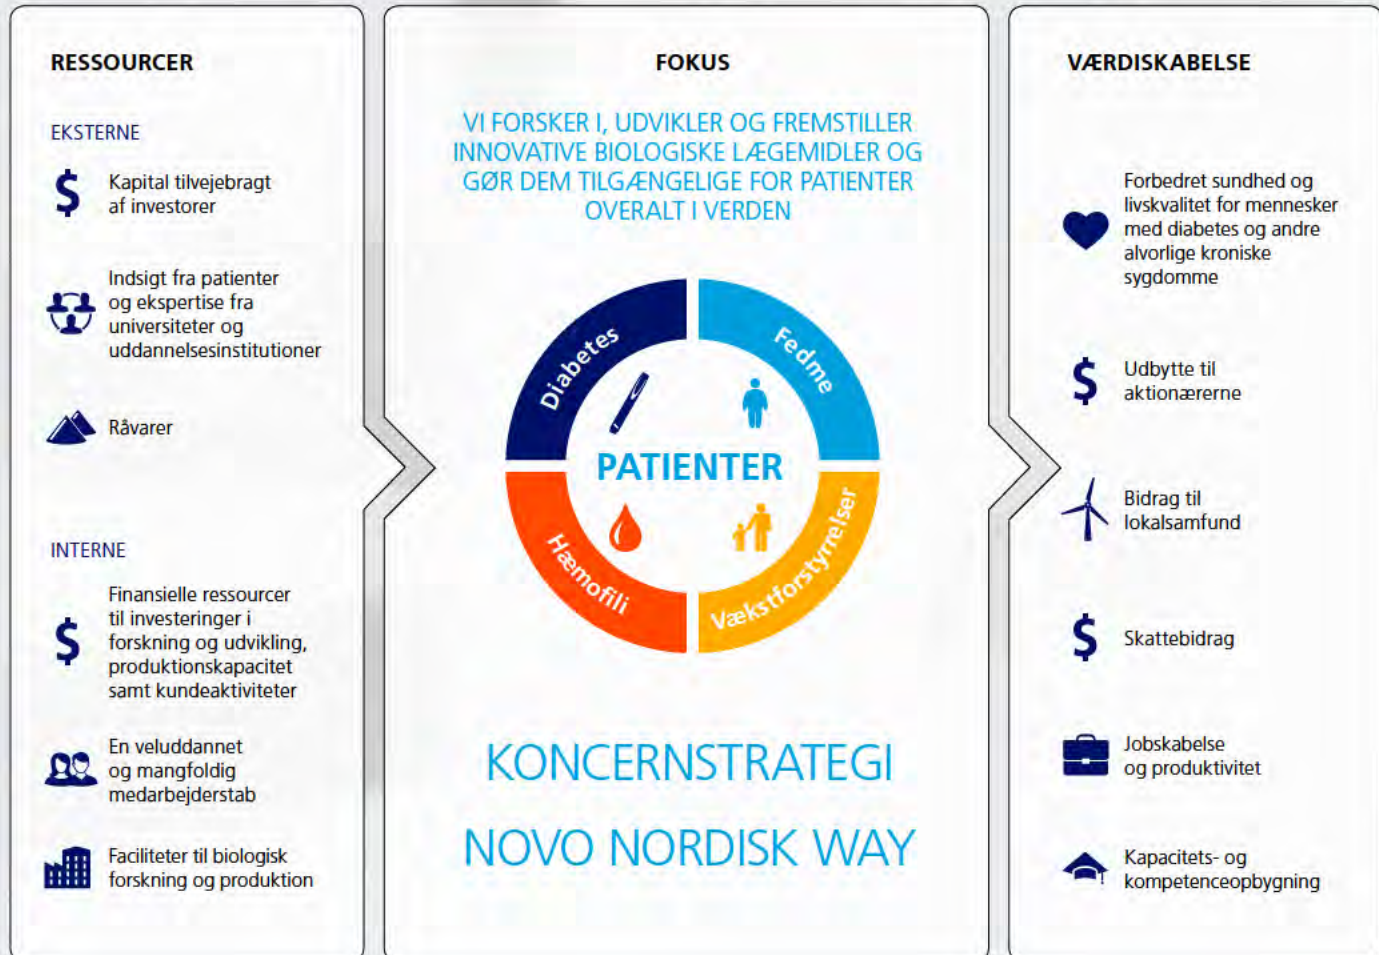 RESSOURCER
EKSTERNE
$
Kapital tilvejebragt
af investorer
Indsigt fra patienter
og ekspertise fra
universiteter og
uddannelsesinstitutioner
Råvarer
INTERNE
$
Finansielle ressourcer
til investeringer i
forskning og udvikling,
produktionskapacitet
samt kundeaktiviteter
En veluddannet
og mangfoldig
medarbejderstab
Faciliteter til biologisk
forskning og produktion
FOKUS
VI FORSKER I, UDVIKLER OG FREMSTILLER
INNOVATIVE BIOLOGISKE LÆGEMIDLER OG
GØR DEM TILGÆNGELIGE FOR PATIENTER
OVERALT I VERDEN
Diabetes
Fedme
PATIENTER
Hæmofili
Vækstforstyrrelser
KONCERNSTRATEGI
NOVO NORDISK WAY
VÆRDISKABELSE
Forbedret sundhed og
livskvalitet for mennesker
med diabetes og andre
alvorlige kroniske
sygdomme
$
Udbytte til
aktionærerne
Bidrag til
lokalsamfund
$
Skattebidrag
Jobskabelse
og produktivitet
Kapacitets- og
kompetenceopbygning